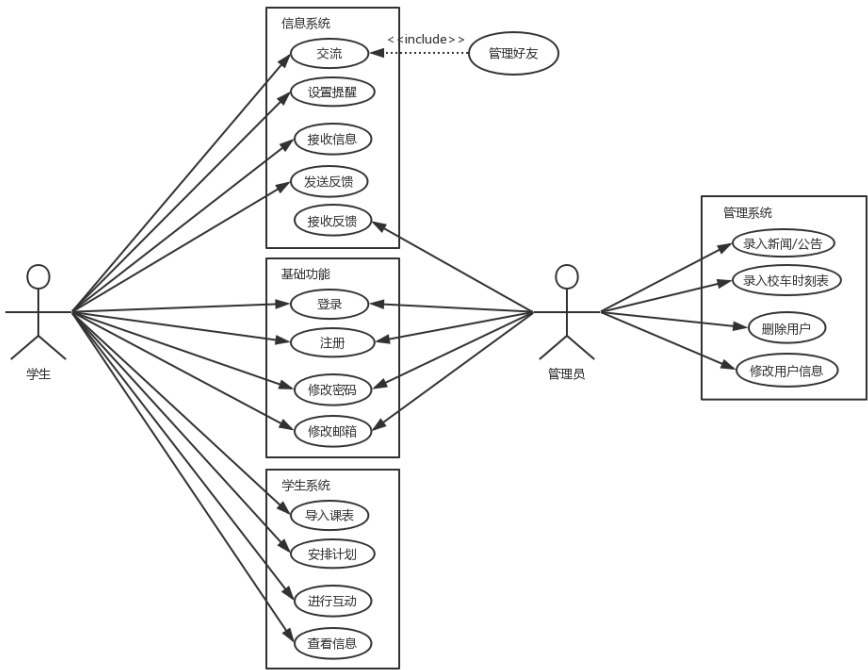 信息系统
交流
<<include>>
管理好友
设置提醒
接收信息
发送反馈
接收反馈
管理系统
录入新闻/公告
录入校车时刻表
删除用户
修改用户信息
基础功能
登录
注册
修改密码
修改邮箱
学生
管理员
学生系统
导入课表
安排计划
进行互动
查看信息